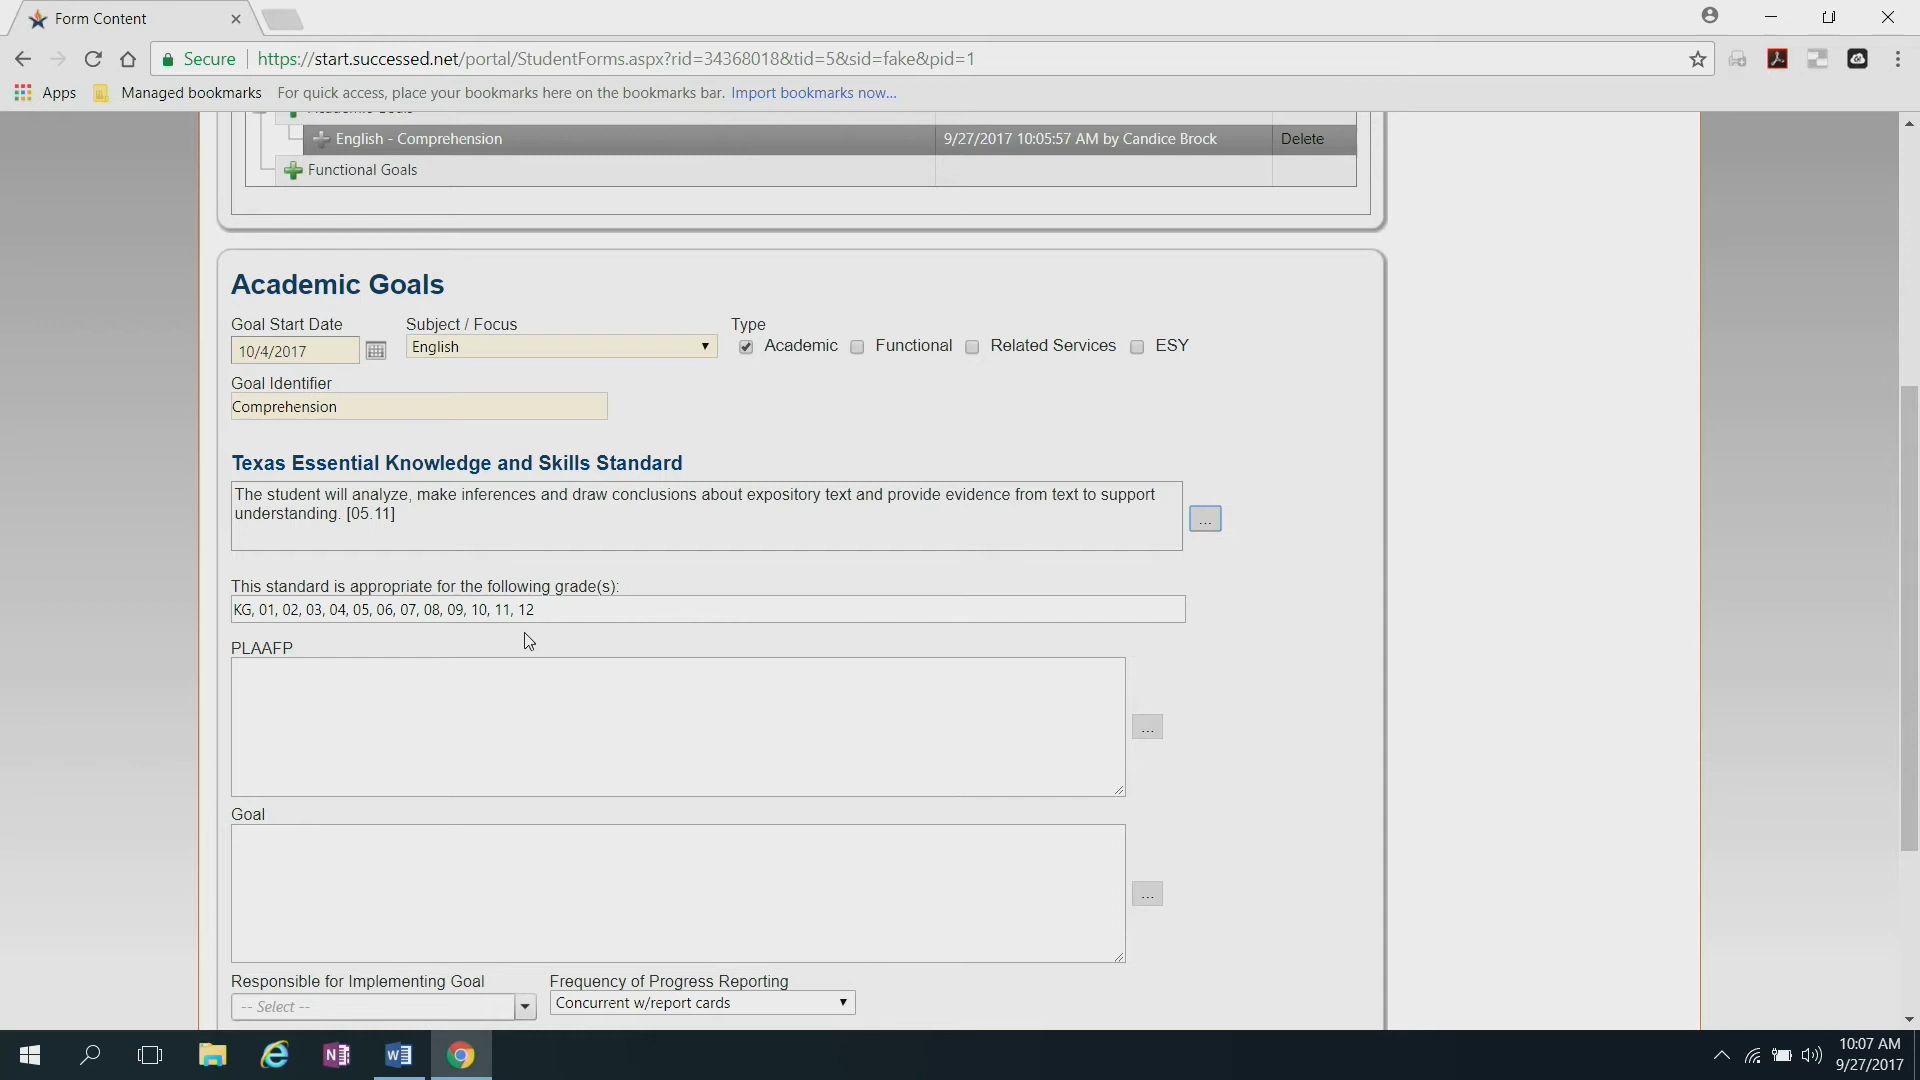 Form Content
Secure
https://start.successed.net/portal/StudentForms.aspx?rid=34368018&tid=5&sid=fake&pid=1
Apps Managed bookmarks For quick access, place your bookmarks here on the bookmarks bar. Import bookmarks now...
English - Comprehension 9/27/2017 10:05:57 AM by Candice Brock Delete
Functional Goals
Academic Goals
Goal Start Date Subject / Focus Type
10/4/2017 English Academic Functional Related Services ESY
Goal Identifier
Comprehension
Texas Essential Knowledge and Skills Standard
The student will analyze, make inferences and draw conclusions about expository text and provide evidence from text to support
understanding. [05.11]
...
This standard is appropriate for the following grade(s):
KG, 01, 02, 03, 04, 05, 06, 07, 08, 09, 10, 11, 12
PLAAFP
...
Goal
...
Responsible for Implementing Goal Frequency of Progress Reporting
-- Select -- Concurrent w/report cards
10:07 AM
9/27/2017